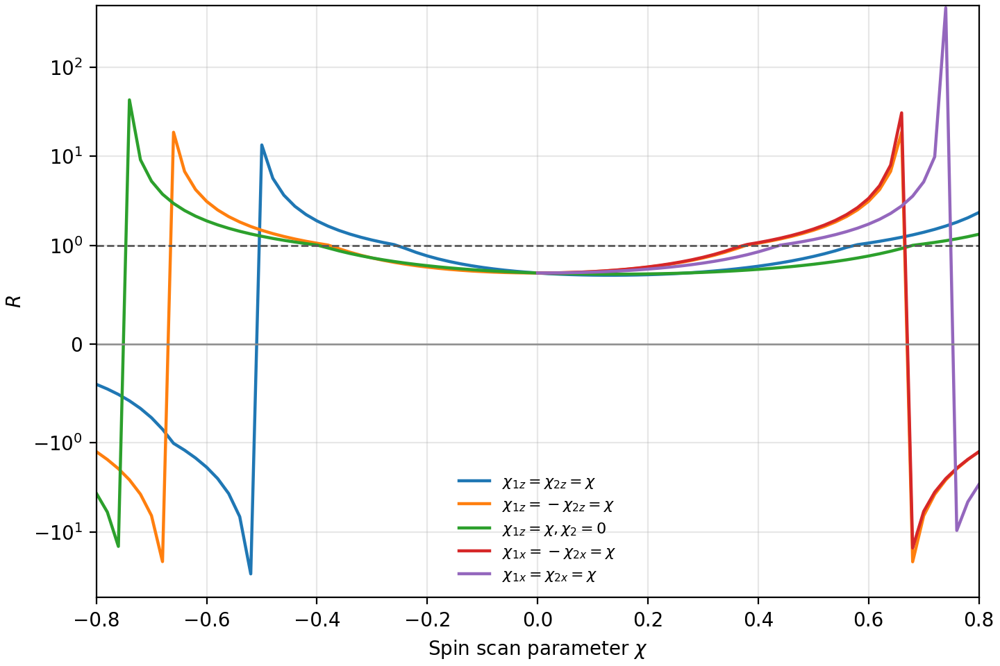 10²
10¹
10⁰
0
−10⁰
−10¹
R
−0.8
−0.6
−0.4
−0.2
0.0
0.2
0.4
0.6
0.8
Spin scan parameter χ
χ₁z = χ₂z = χ
χ₁z = − χ₂z = χ
χ₁z = χ, χ₂ = 0
χ₁x = − χ₂x = χ
χ₁x = χ₂x = χ